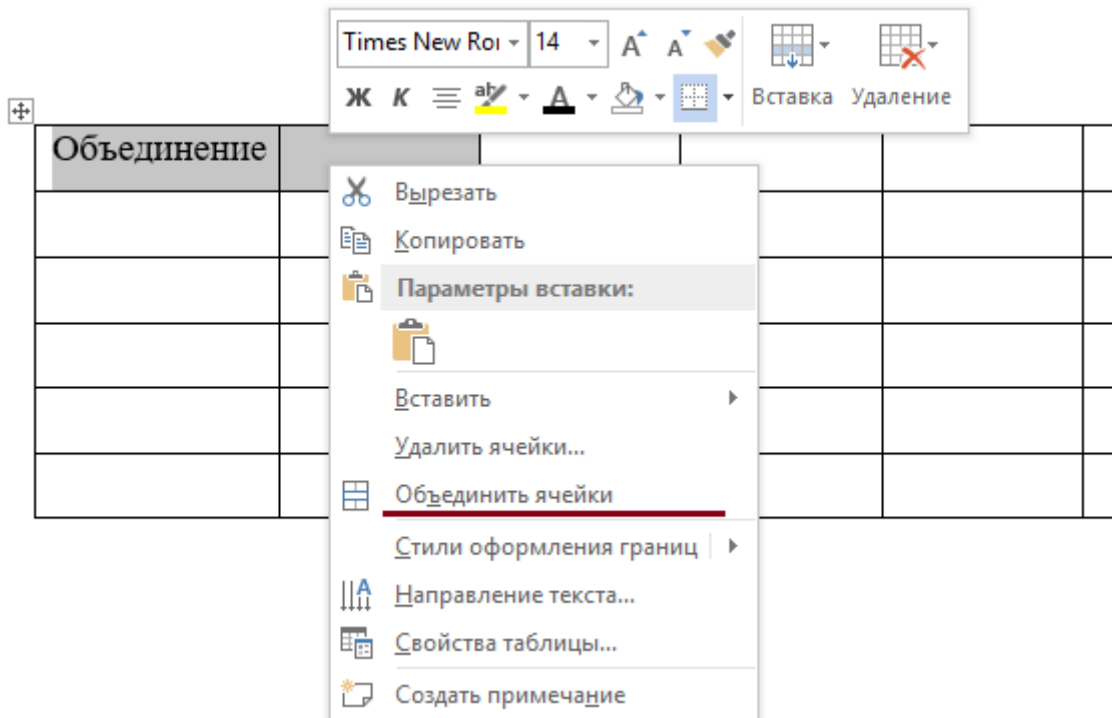 Times New Roı 14
Ж К Вставка Удаление
Объединение
Вырезать
Копировать
Параметры вставки:
Вставить
Удалить ячейки...
Объединить ячейки
Стили оформления границ
Направление текста...
Свойства таблицы...
Создать примечание